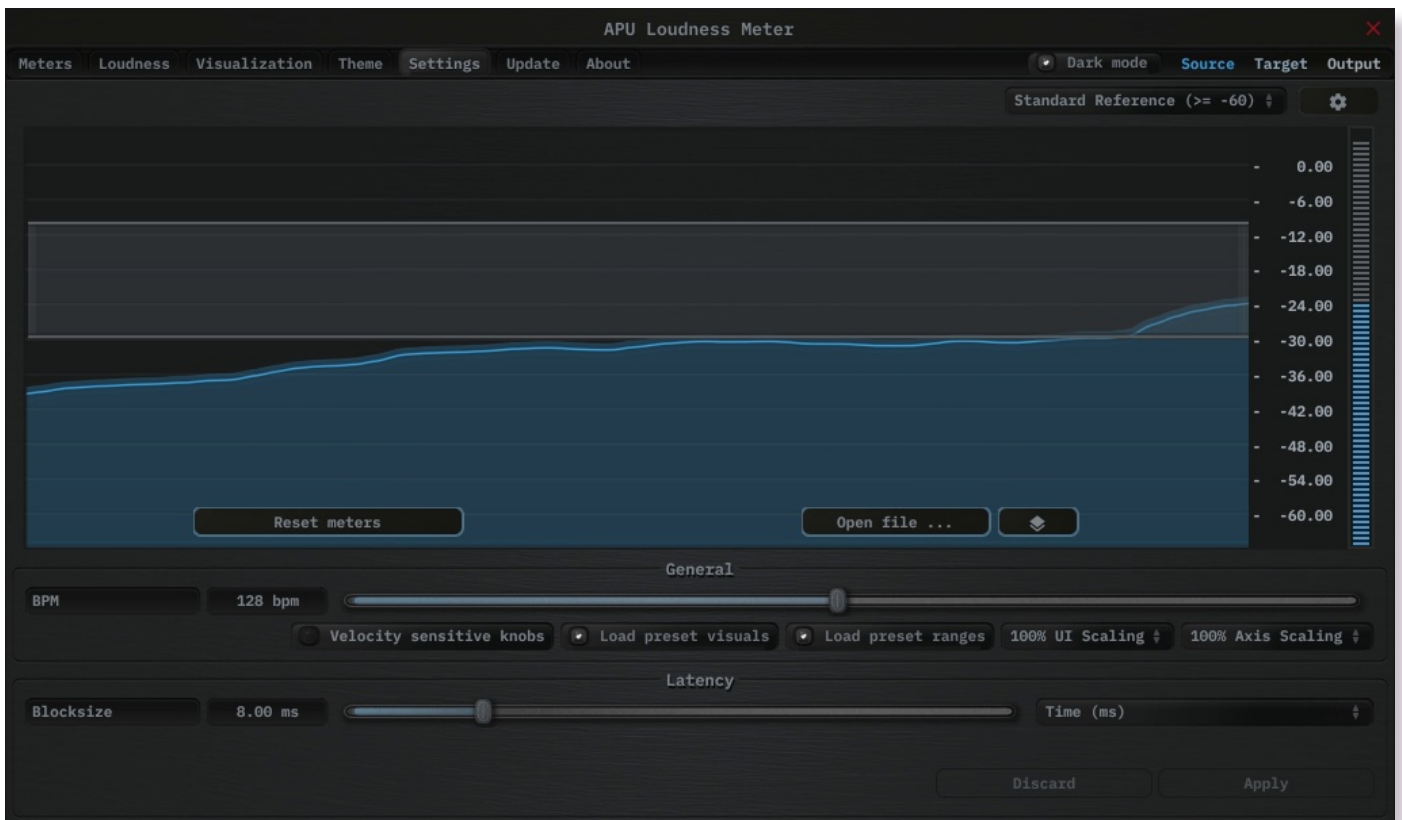 APU Loudness Meter
Meters Loudness Visualization Theme Settings Update About Dark mode Source Target Output
Standard Reference (>= -60)
- 0.00
- -6.00
- -12.00
- -18.00
- -24.00
- -30.00
- -36.00
- -42.00
- -48.00
- -54.00
- -60.00
Reset meters Open file ...
General
BPM 128 bpm
Velocity sensitive knobs Load preset visuals Load preset ranges 100% UI Scaling 100% Axis Scaling
Latency
Blocksize 8.00 ms Time (ms)
Discard Apply